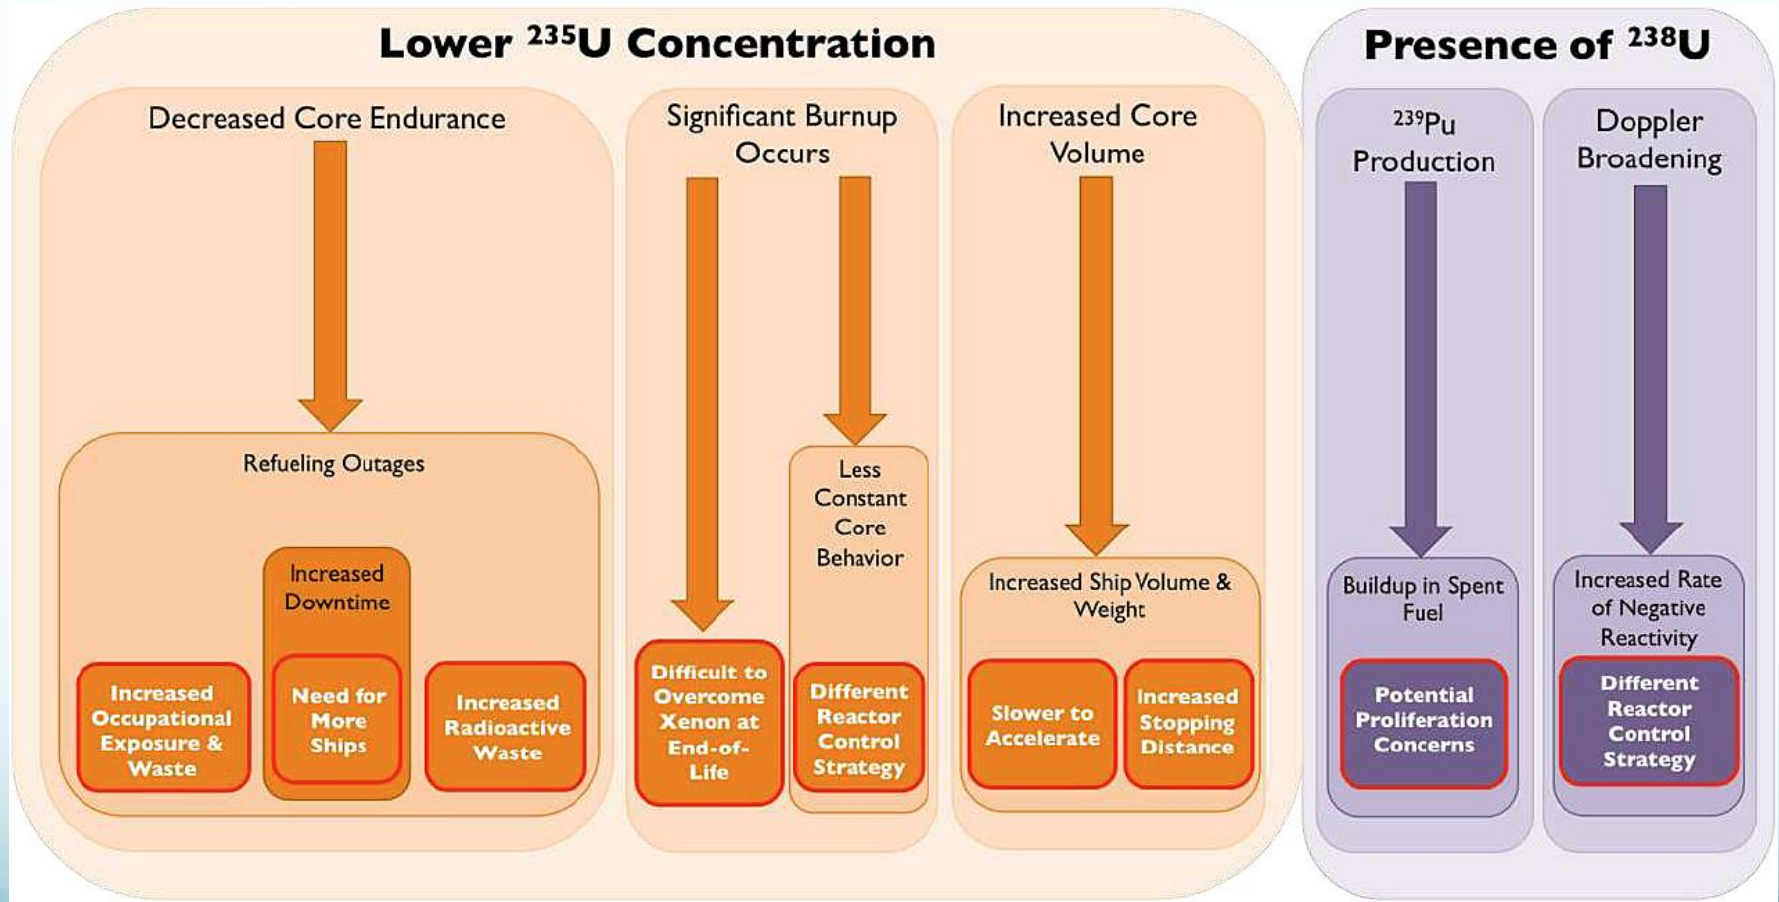 Lower ²³⁵U Concentration
Decreased Core Endurance
Refueling Outages
Increased
Occupational
Exposure &
Waste
Increased
Downtime
Need for
More
Ships
Increased
Radioactive
Waste
Significant Burnup
Occurs
Difficult to
Overcome
Xenon at
End-of-
Life
Less
Constant
Core
Behavior
Different
Reactor
Control
Strategy
Increased Core
Volume
Increased Ship Volume &
Weight
Slower to
Accelerate
Increased
Stopping
Distance
Presence of ²³⁸U
²³⁹Pu
Production
Buildup in Spent
Fuel
Potential
Proliferation
Concerns
Doppler
Broadening
Increased Rate
of Negative
Reactivity
Different
Reactor
Control
Strategy